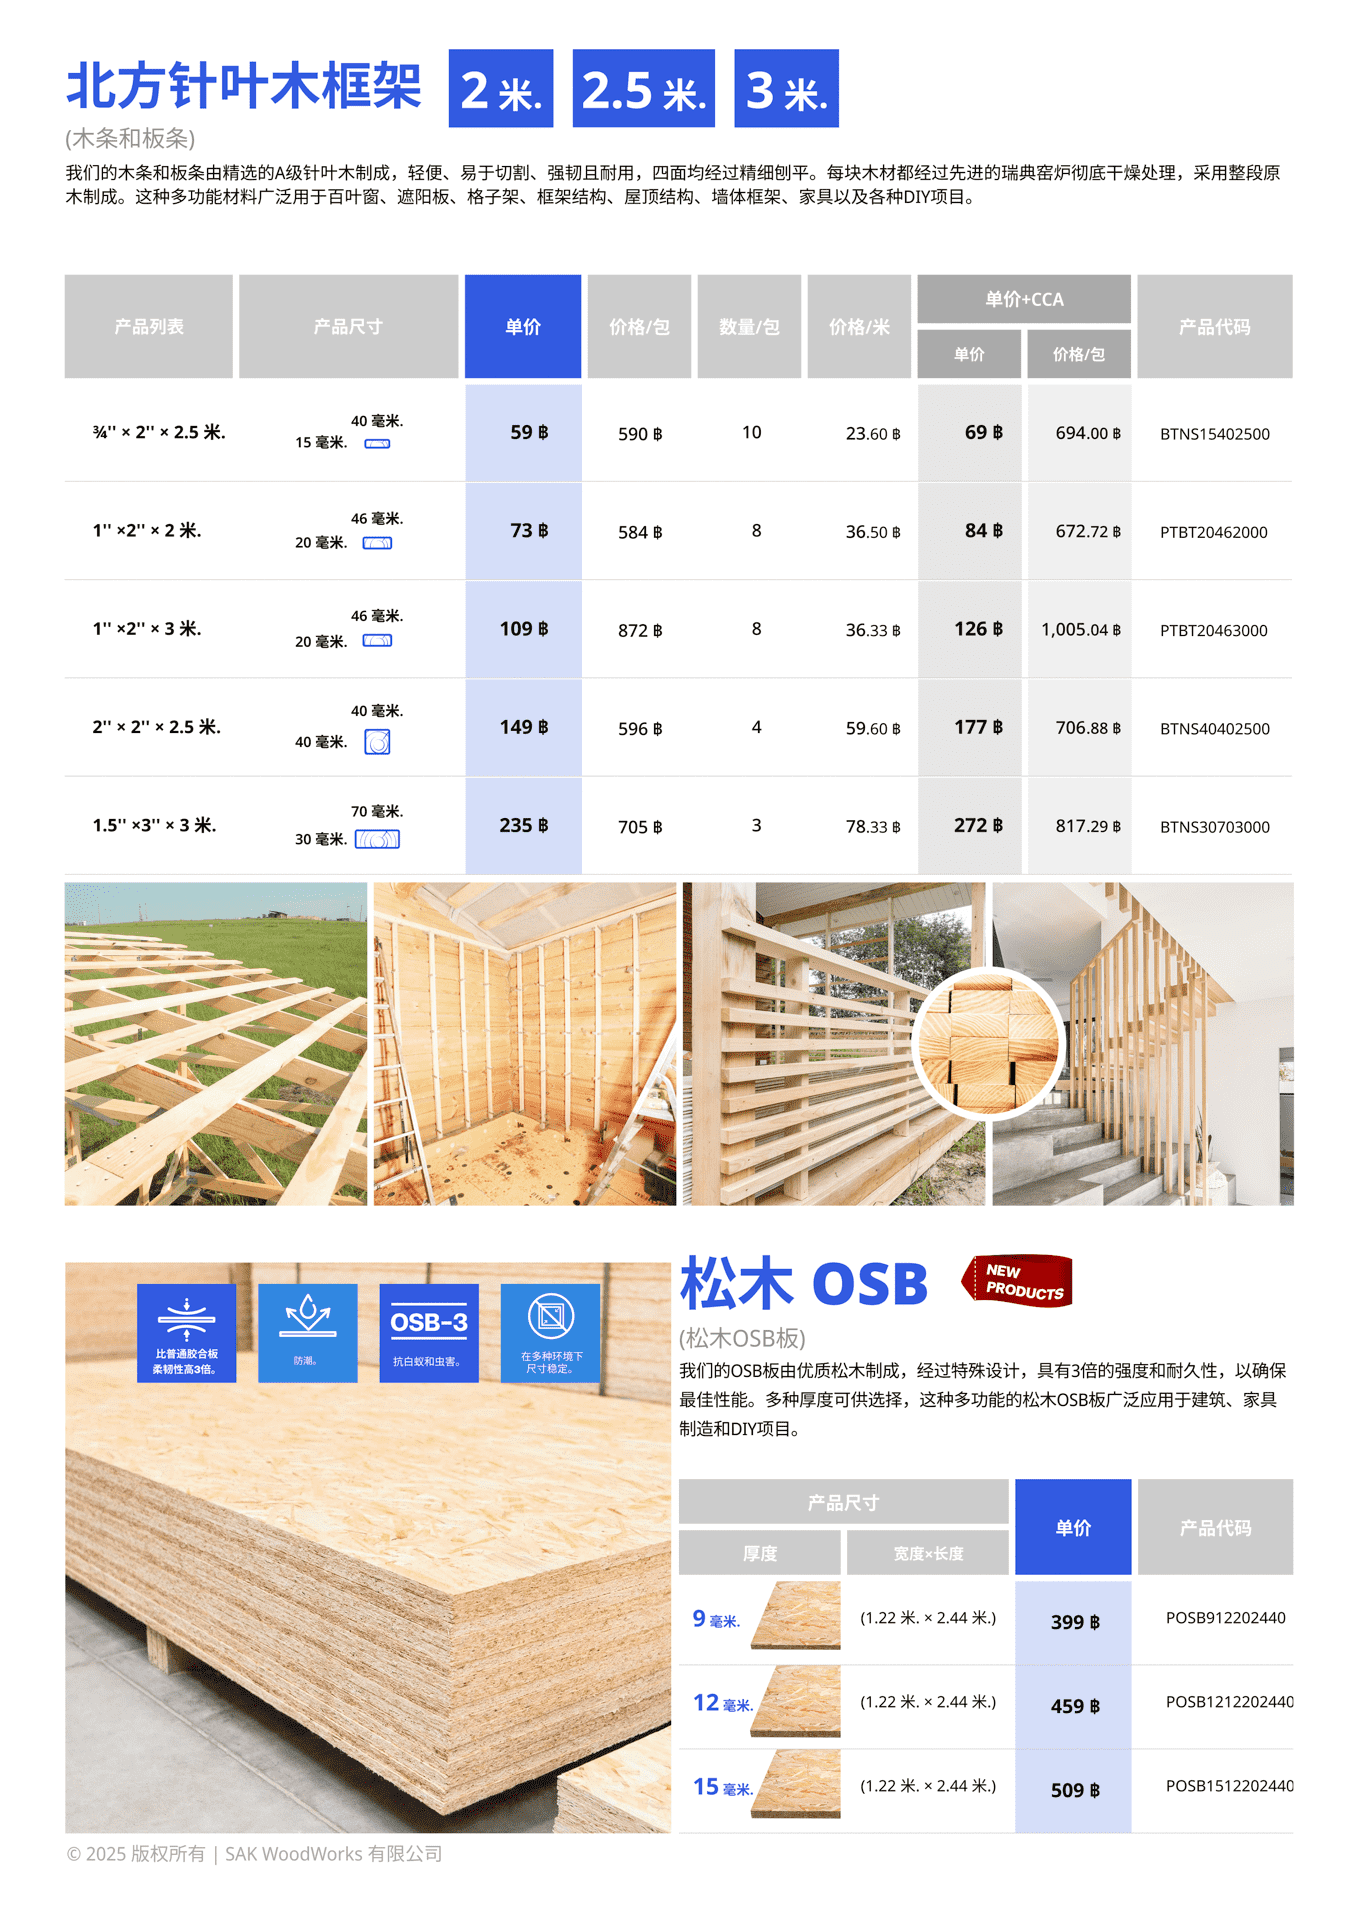 北方针叶木框架
2 米.
2.5 米.
3 米.
(木条和板条)
我们的木条和板条由精选的A级针叶木制成，轻便、易于切割、强韧且耐用，四面均经过精细刨平。每块木材都经过先进的瑞典窑炉彻底干燥处理，采用整段原
木制成。这种多功能材料广泛用于百叶窗、遮阳板、格子架、框架结构、屋顶结构、墙体框架、家具以及各种DIY项目。
产品列表
产品尺寸
单价
价格/包
数量/包
价格/米
单价+CCA
单价
价格/包
产品代码
¾'' × 2'' × 2.5 米.
40 毫米.
15 毫米.
59 ฿
590 ฿
10
23.60 ฿
69 ฿
694.00 ฿
BTNS15402500
1'' ×2'' × 2 米.
46 毫米.
20 毫米.
73 ฿
584 ฿
8
36.50 ฿
84 ฿
672.72 ฿
PTBT20462000
1'' ×2'' × 3 米.
46 毫米.
20 毫米.
109 ฿
872 ฿
8
36.33 ฿
126 ฿
1,005.04 ฿
PTBT20463000
2'' × 2'' × 2.5 米.
40 毫米.
40 毫米.
149 ฿
596 ฿
4
59.60 ฿
177 ฿
706.88 ฿
BTNS40402500
1.5'' ×3'' × 3 米.
70 毫米.
30 毫米.
235 ฿
705 ฿
3
78.33 ฿
272 ฿
817.29 ฿
BTNS30703000
比普通胶合板
柔韧性高3倍。
防潮。
OSB-3
抗白蚁和虫害。
在多种环境下
尺寸稳定。
松木 OSB
NEW
PRODUCTS
(松木OSB板)
我们的OSB板由优质松木制成，经过特殊设计，具有3倍的强度和耐久性，以确保
最佳性能。多种厚度可供选择，这种多功能的松木OSB板广泛应用于建筑、家具
制造和DIY项目。
产品尺寸
厚度
宽度×长度
单价
产品代码
9 毫米.
(1.22 米. × 2.44 米.)
399 ฿
POSB912202440
12 毫米.
(1.22 米. × 2.44 米.)
459 ฿
POSB1212202440
15 毫米.
(1.22 米. × 2.44 米.)
509 ฿
POSB1512202440
© 2025 版权所有 | SAK WoodWorks 有限公司